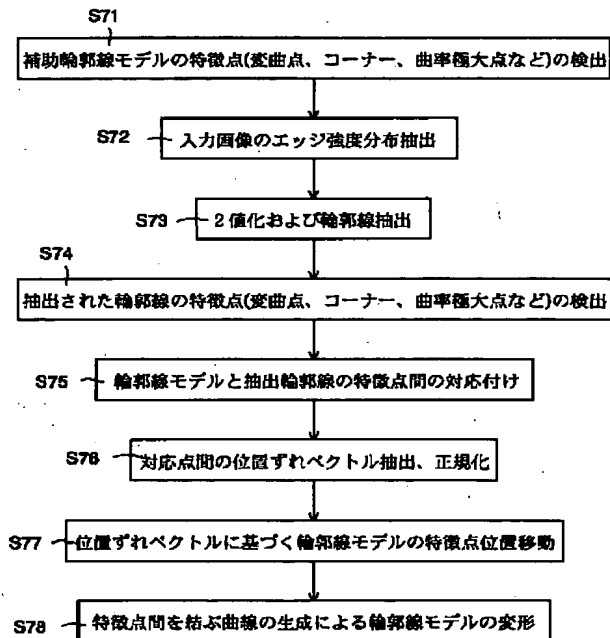 S71
補助輪郭線モデルの特徴点(変曲点、コーナー、曲率極大点など)の検出
S72
入力画像のエッジ強度分布抽出
S73
2値化および輪郭線抽出
S74
抽出された輪郭線の特徴点(変曲点、コーナー、曲率極大点など)の検出
S75
輪郭線モデルと抽出輪郭線の特徴点間の対応付け
S76
対応点間の位置ずれベクトル抽出、正規化
S77
位置ずれベクトルに基づく輪郭線モデルの特徴点位置移動
S78
特徴点間を結ぶ曲線の生成による輪郭線モデルの変形